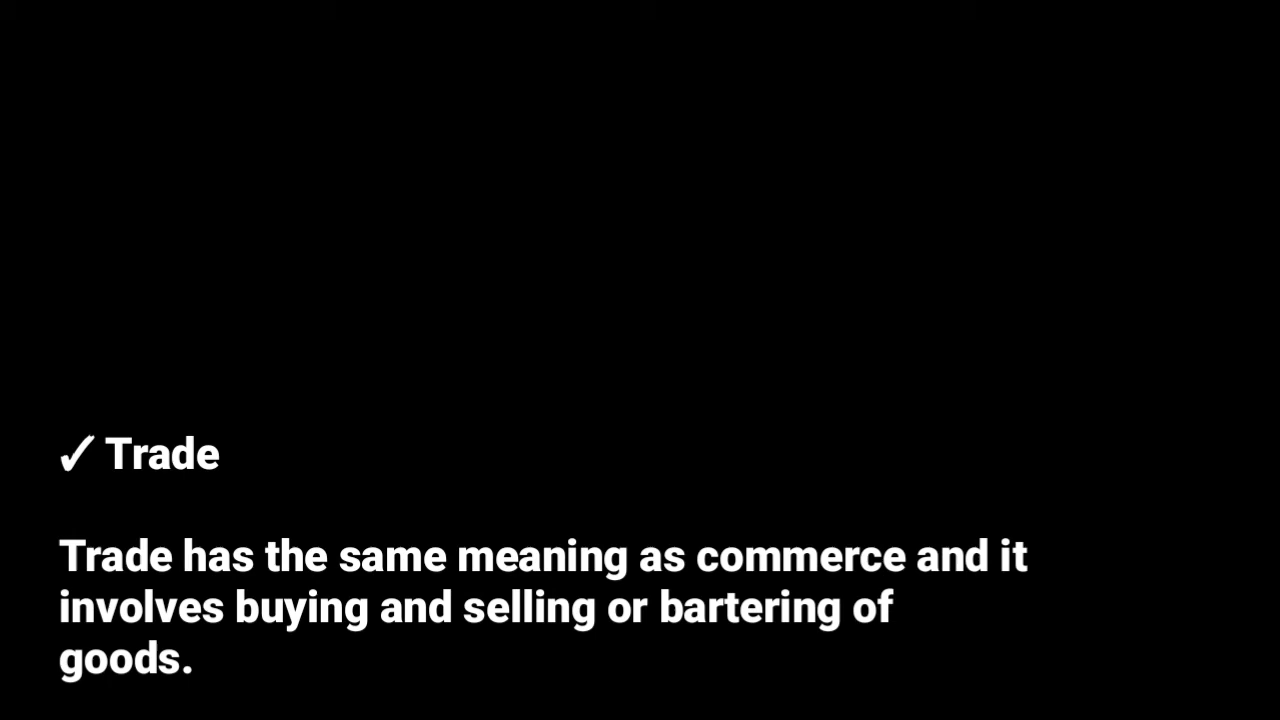 ✓ Trade
Trade has the same meaning as commerce and it
involves buying and selling or bartering of
goods.